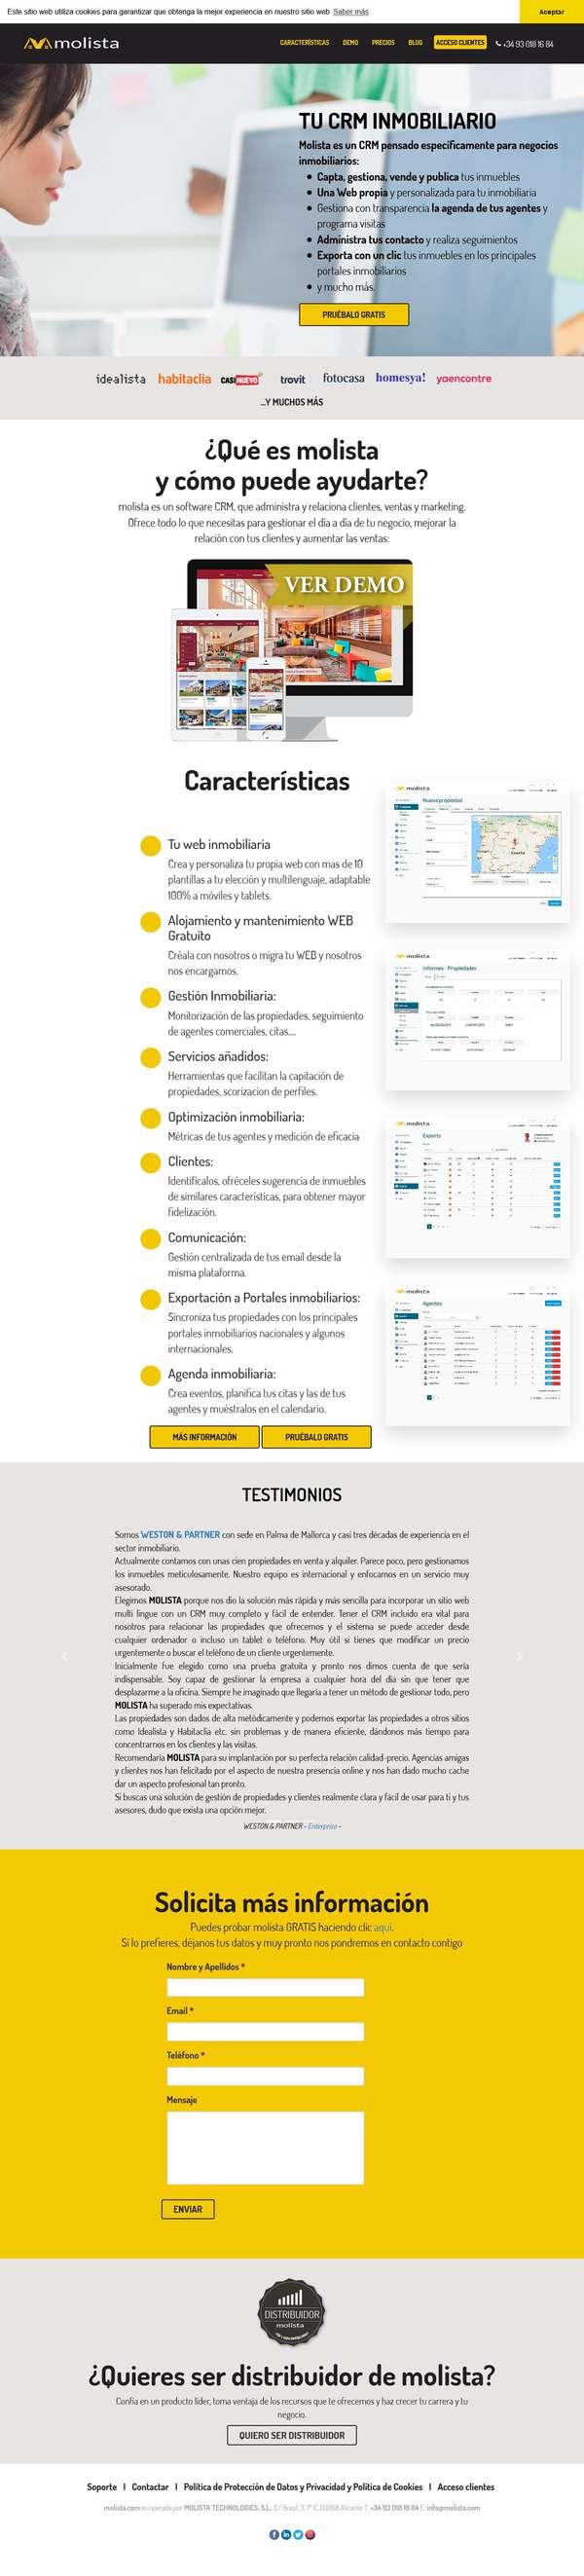 Este sitio web utiliza cookies para garantizar que obtenga la mejor experiencia en nuestro sitio web Saber más
Aceptar
molista
CARACTERÍSTICAS DEMO PRECIOS BLOG ACCESO CLIENTES +34 93 018 16 84
TU CRM INMOBILIARIO
Molista es un CRM pensado específicamente para negocios
inmobiliarios:
Capta, gestiona, vende y publica tus inmuebles
Una Web propia y personalizada para tu inmobiliaria
Gestiona con transparencia la agenda de tus agentes y
programa visitas
Administra tus contacto y realiza seguimientos
Exporta con un clic tus inmuebles en los principales
portales inmobiliarios
y mucho más.
PRUÉBALO GRATIS
idealista habitaclia CASANUEVO trovit fotocasa homesya! yaencontre
...Y MUCHOS MÁS
¿Qué es molista
y cómo puede ayudarte?
molista es un software CRM, que administra y relaciona clientes, ventas y marketing.
Ofrece todo lo que necesitas para gestionar el día a día de tu negocio, mejorar la
relación con tus clientes y aumentar las ventas:
VER DEMO
Características
Tu web inmobiliaria
Crea y personaliza tu propia web con mas de 10
plantillas a tu elección y multilenguaje, adaptable
100% a móviles y tablets.
Alojamiento y mantenimiento WEB
Gratuito
Créala con nosotros o migra tu WEB y nosotros
nos encargamos.
Gestión Inmobiliaria:
Monitorización de las propiedades, seguimiento
de agentes comerciales, citas....
Servicios añadidos:
Herramientas que facilitan la capitación de
propiedades, scorizacion de perfiles.
Optimización inmobiliaria:
Métricas de tus agentes y medición de eficacia
Clientes:
Identifícalos, ofréceles sugerencia de inmuebles
de similares características, para obtener mayor
fidelización.
Comunicación:
Gestión centralizada de tus email desde la
misma plataforma.
Exportación a Portales inmobiliarios:
Sincroniza tus propiedades con los principales
portales inmobiliarios nacionales y algunos
internacionales.
Agenda inmobiliaria:
Crea eventos, planifica tus citas y las de tus
agentes y muéstralos en el calendario.
MÁS INFORMACIÓN PRUÉBALO GRATIS
molista
Nueva propiedad
molista
Informes - Propiedades
molista
Exports
molista
Agentes
TESTIMONIOS
Somos WESTON & PARTNER con sede en Palma de Mallorca y casi tres décadas de experiencia en el
sector inmobiliario.
Actualmente contamos con unas cien propiedades en venta y alquiler. Parece poco, pero gestionamos
los inmuebles meticulosamente. Nuestro equipo es internacional y enfocamos en un servicio muy
asesorado.
Elegimos MOLISTA porque nos dio la solución más rápida y más sencilla para incorporar un sitio web
multi lingue con un CRM muy completo y fácil de entender. Tener el CRM incluido era vital para
nosotros para relacionar las propiedades que ofrecemos y el sistema se puede acceder desde
cualquier ordenador o incluso un tablet o teléfono. Muy útil si tienes que modificar un precio
urgentemente o buscar el teléfono de un cliente urgentemente.
Inicialmente fue elegido como una prueba gratuita y pronto nos dimos cuenta de que sería
indispensable. Soy capaz de gestionar la empresa a cualquier hora del día sin que tener que
desplazarme a la oficina. Siempre he imaginado que llegaría a tener un método de gestionar todo, pero
MOLISTA ha superado mis expectativas.
Las propiedades son dados de alta metódicamente y podemos exportar las propiedades a otros sitios
como Idealista y Habitaclia etc. sin problemas y de manera eficiente, dándonos más tiempo para
concentrarnos en los clientes y las visitas.
Recomendaría MOLISTA para su implantación por su perfecta relación calidad-precio. Agencias amigas
y clientes nos han felicitado por el aspecto de nuestra presencia online y nos han dado mucho cache
dar un aspecto profesional tan pronto.
Si buscas una solución de gestión de propiedades y clientes realmente clara y fácil de usar para ti y tus
asesores, dudo que exista una opción mejor.
WESTON & PARTNER - Enterprise -
Solicita más información
Puedes probar molista GRATIS haciendo clic aquí.
Si lo prefieres, déjanos tus datos y muy pronto nos pondremos en contacto contigo
Nombre y Apellidos *
Email *
Teléfono *
Mensaje
ENVIAR
DISTRIBUIDOR
molista
¿Quieres ser distribuidor de molista?
Confía en un producto líder, toma ventaja de los recursos que te ofrecemos y haz crecer tu carrera y tu
negocio.
QUIERO SER DISTRIBUIDOR
Soporte | Contactar | Política de Protección de Datos y Privacidad y Política de Cookies | Acceso clientes
molista.com es operada por MOLISTA TECHNOLOGIES, S.L. C/ Brasil, 7, 7º C, 03008 Alicante T. +34 93 018 16 84 E. info@molista.com